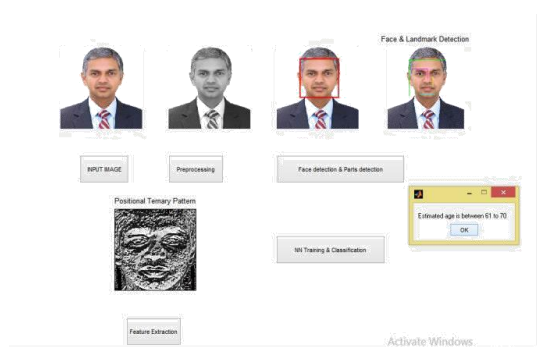 Face & Landmark Detection
INPUT IMAGE
Preprocessing
Face detection & Parts detection
Positional Ternary Pattern
Estimated age is between 61 to 70
OK
NN Training & Classification
Feature Extraction
Activate Windows